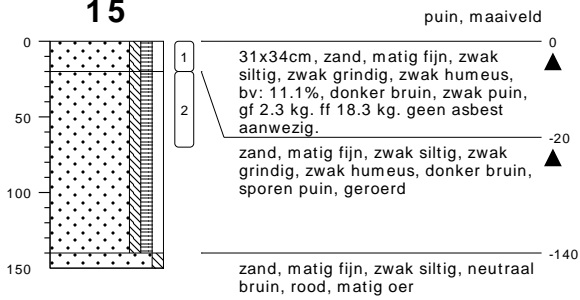 15
puin, maaiveld
0
1
0
31x34cm, zand, matig fijn, zwak
siltig, zwak grindig, zwak humeus,
bv: 11.1%, donker bruin, zwak puin,
gf 2.3 kg. ff 18.3 kg. geen asbest
aanwezig.
2
50
-20
zand, matig fijn, zwak siltig, zwak
grindig, zwak humeus, donker bruin,
sporen puin, geroerd
100
-140
150
zand, matig fijn, zwak siltig, neutraal
bruin, rood, matig oer